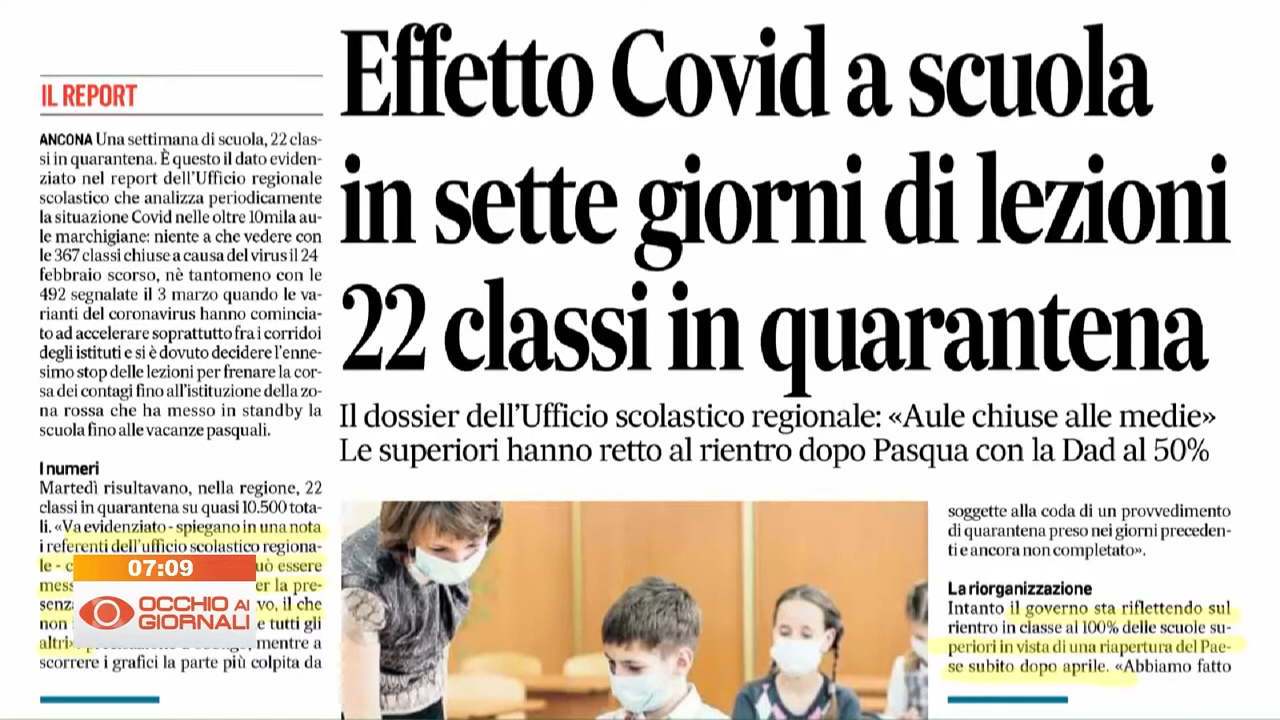 Effetto Covid a scuola
in sette giorni di lezioni
22 classi in quarantena
Il dossier dell'Ufficio scolastico regionale: «Aule chiuse alle medie»
Le superiori hanno retto al rientro dopo Pasqua con la Dad al 50%
IL REPORT
ANCONA Una settimana di scuola, 22 clas-
si in quarantena. È questo il dato eviden-
ziato nel report dell'Ufficio regionale
scolastico che analizza periodicamente
la situazione Covid nelle oltre 10mila au-
le marchigiane: niente a che vedere con
le 367 classi chiuse a causa del virus il 24
febbraio scorso, nè tantomeno con le
492 segnalate il 3 marzo quando le va-
rianti del coronavirus hanno comincia-
to ad accelerare soprattutto fra i corridoi
degli istituti e si è dovuto decidere l'enne-
simo stop delle lezioni per frenare la cor-
sa dei contagi fino all'istituzione della zo-
na rossa che ha messo in standby la
scuola fino alle vacanze pasquali.
I numeri
Martedì risultavano, nella regione, 22
classi in quarantena su quasi 10.500 tota-
li. «Va evidenziato - spiegano in una nota
i referenti dell'ufficio scolastico regiona-
le - essere
mess er la pre-
senza vo, il che
non e tutti gli
altri» mentre a
scorrere i grafici la parte più colpita da
07:09
OCCHIO AI
GIORNALI
soggette alla coda di un provvedimento
di quarantena preso nei giorni preceden-
ti e ancora non completato».
La riorganizzazione
Intanto il governo sta riflettendo sul
rientro in classe al 100% delle scuole su-
periori in vista di una riapertura del Pae-
se subito dopo aprile. «Abbiamo fatto